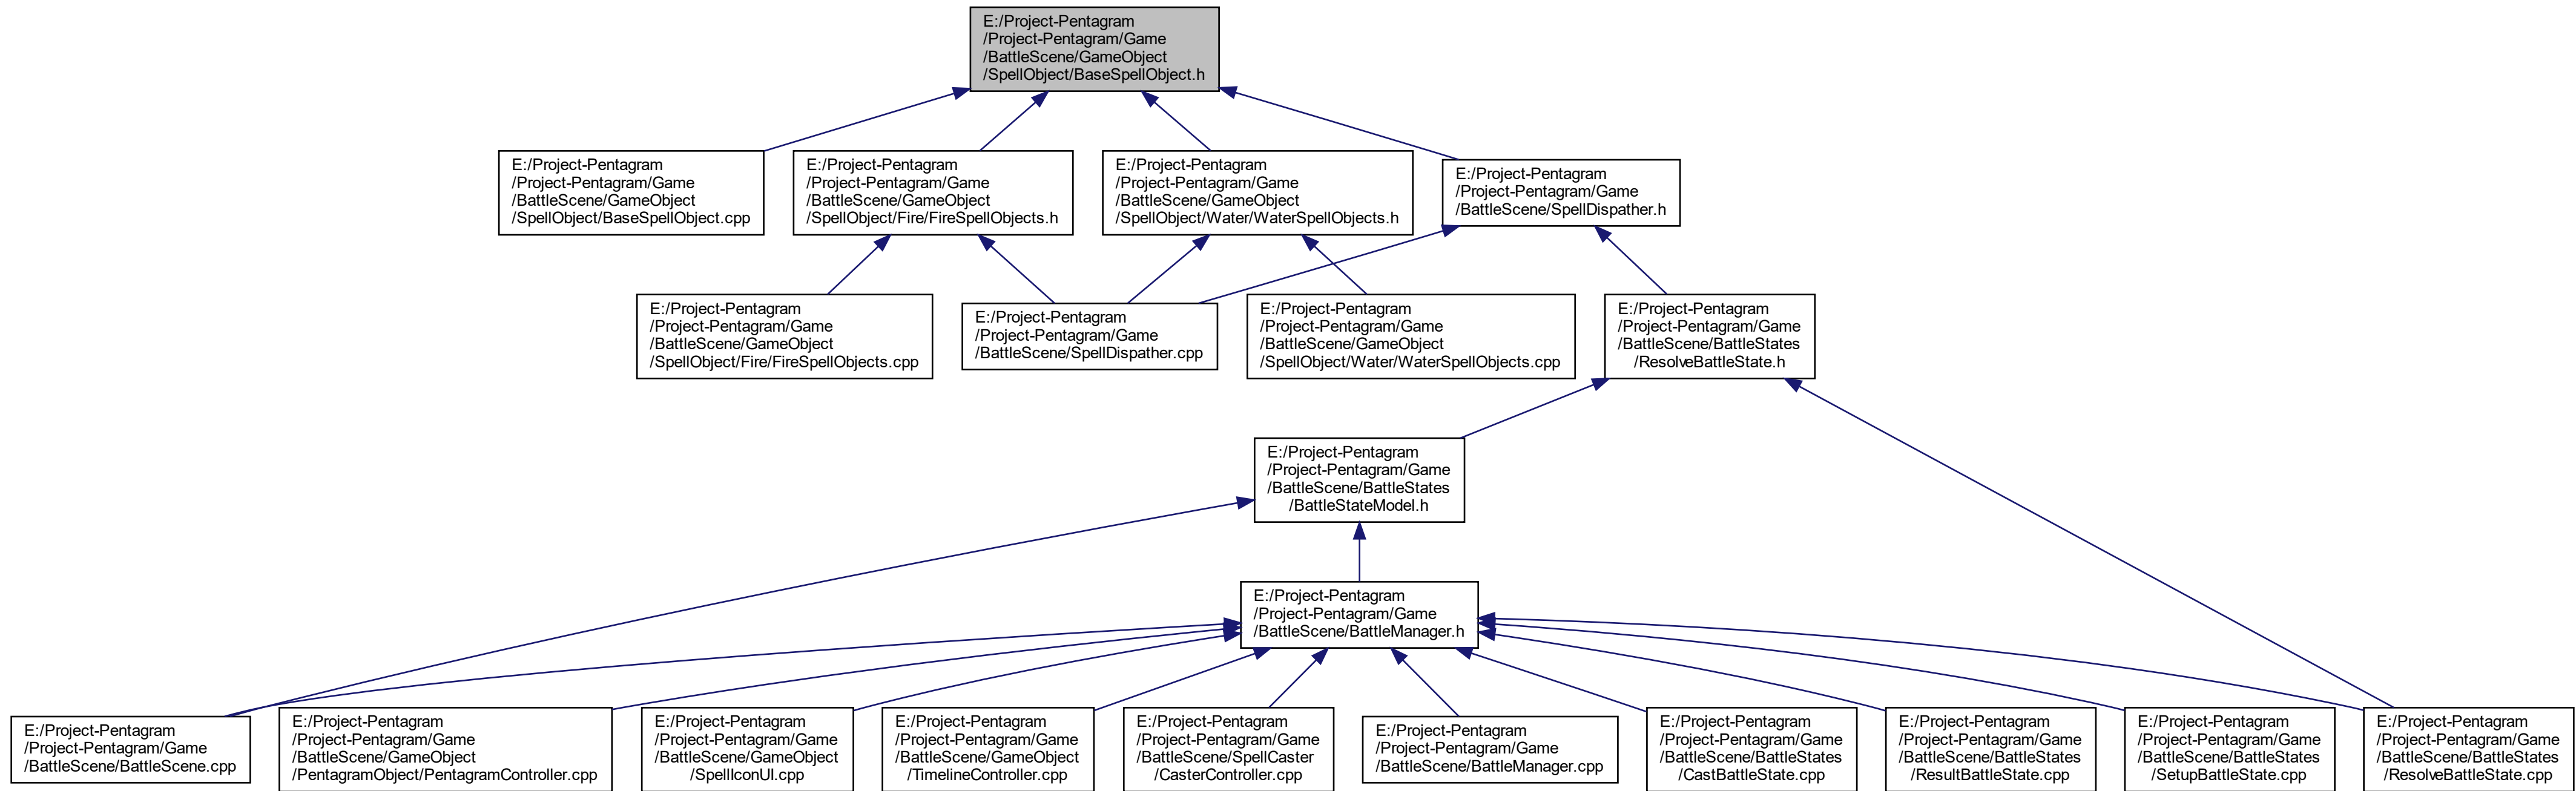 E:/Project-Pentagram
/Project-Pentagram/Game
/BattleScene/GameObject
/SpellObject/BaseSpellObject.h
E:/Project-Pentagram
/Project-Pentagram/Game
/BattleScene/GameObject
/SpellObject/BaseSpellObject.cpp
E:/Project-Pentagram
/Project-Pentagram/Game
/BattleScene/GameObject
/SpellObject/Fire/FireSpellObjects.h
E:/Project-Pentagram
/Project-Pentagram/Game
/BattleScene/GameObject
/SpellObject/Water/WaterSpellObjects.h
E:/Project-Pentagram
/Project-Pentagram/Game
/BattleScene/SpellDispather.h
E:/Project-Pentagram
/Project-Pentagram/Game
/BattleScene/GameObject
/SpellObject/Fire/FireSpellObjects.cpp
E:/Project-Pentagram
/Project-Pentagram/Game
/BattleScene/SpellDispather.cpp
E:/Project-Pentagram
/Project-Pentagram/Game
/BattleScene/GameObject
/SpellObject/Water/WaterSpellObjects.cpp
E:/Project-Pentagram
/Project-Pentagram/Game
/BattleScene/BattleStates
/ResolveBattleState.h
E:/Project-Pentagram
/Project-Pentagram/Game
/BattleScene/BattleStates
/BattleStateModel.h
E:/Project-Pentagram
/Project-Pentagram/Game
/BattleScene/BattleManager.h
E:/Project-Pentagram
/Project-Pentagram/Game
/BattleScene/BattleScene.cpp
E:/Project-Pentagram
/Project-Pentagram/Game
/BattleScene/GameObject
/PentagramObject/PentagramController.cpp
E:/Project-Pentagram
/Project-Pentagram/Game
/BattleScene/GameObject
/SpellIconUI.cpp
E:/Project-Pentagram
/Project-Pentagram/Game
/BattleScene/GameObject
/TimelineController.cpp
E:/Project-Pentagram
/Project-Pentagram/Game
/BattleScene/SpellCaster
/CasterController.cpp
E:/Project-Pentagram
/Project-Pentagram/Game
/BattleScene/BattleManager.cpp
E:/Project-Pentagram
/Project-Pentagram/Game
/BattleScene/BattleStates
/CastBattleState.cpp
E:/Project-Pentagram
/Project-Pentagram/Game
/BattleScene/BattleStates
/ResultBattleState.cpp
E:/Project-Pentagram
/Project-Pentagram/Game
/BattleScene/BattleStates
/SetupBattleState.cpp
E:/Project-Pentagram
/Project-Pentagram/Game
/BattleScene/BattleStates
/ResolveBattleState.cpp